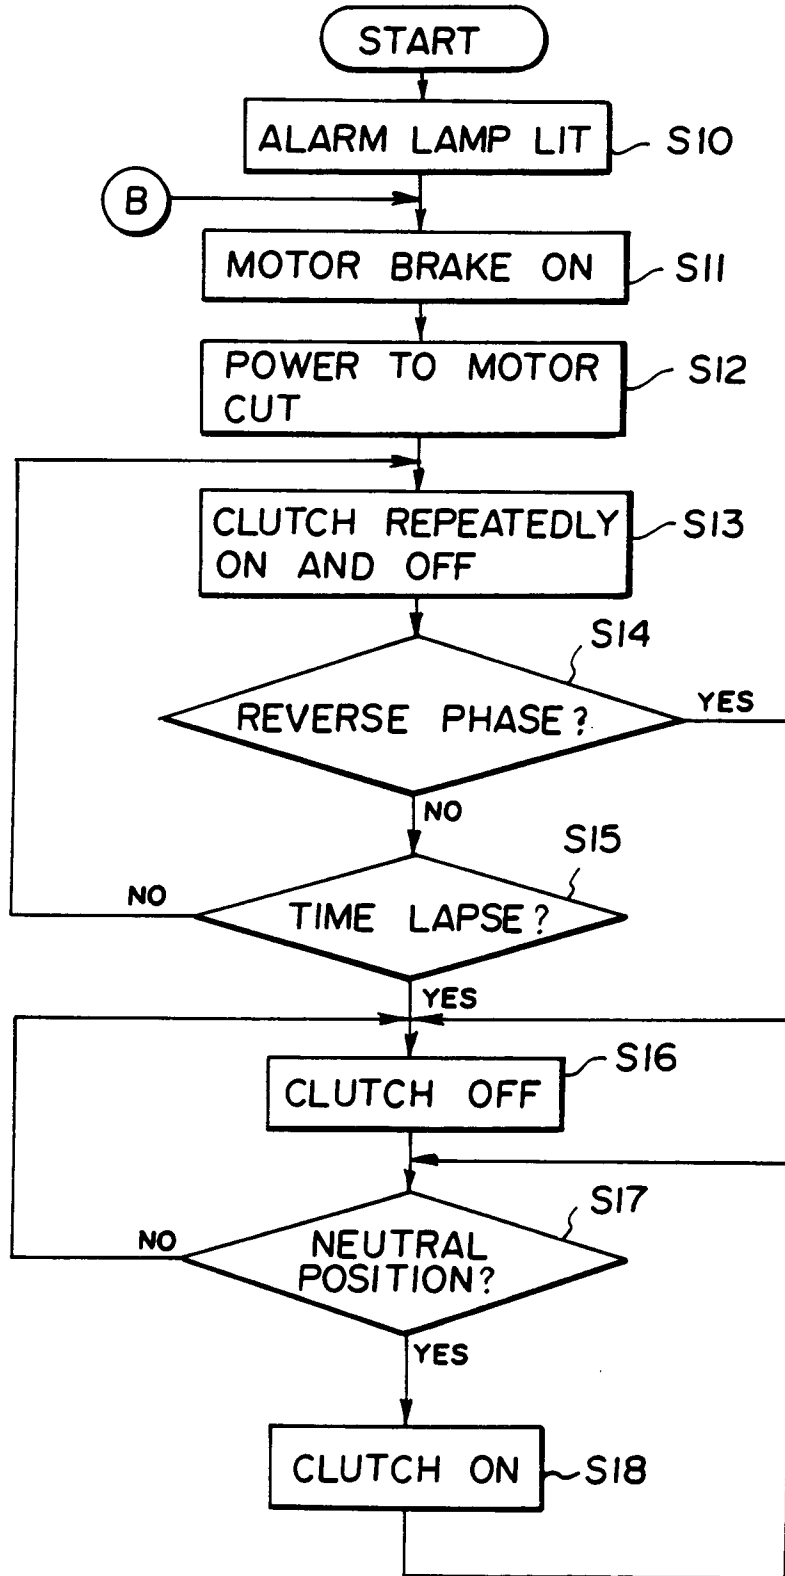 START
ALARM LAMP LIT
S10
B
MOTOR BRAKE ON
S11
POWER TO MOTOR
CUT
S12
CLUTCH REPEATEDLY
ON AND OFF
S13
S14
REVERSE PHASE?
YES
NO
S15
TIME LAPSE?
NO
YES
S16
CLUTCH OFF
S17
NEUTRAL
POSITION?
NO
YES
CLUTCH ON
S18